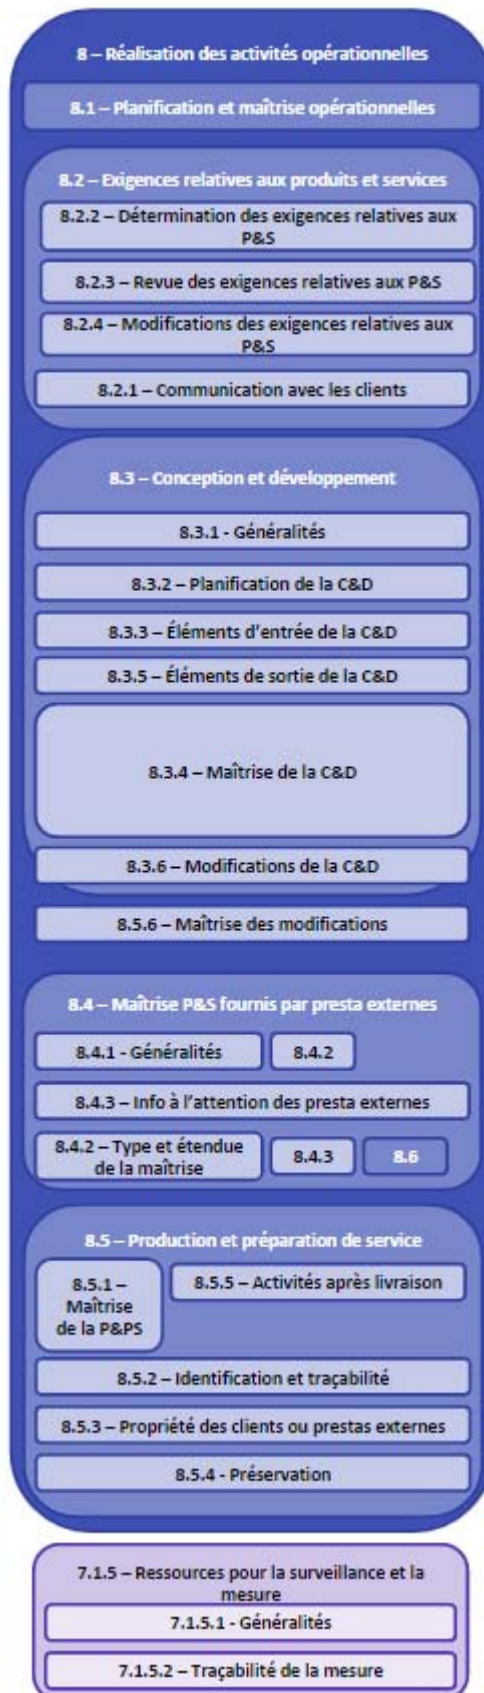 8 – Réalisation des activités opérationnelles
8.1 – Planification et maîtrise opérationnelles
8.2 – Exigences relatives aux produits et services
8.2.2 – Détermination des exigences relatives aux
P&S
8.2.3 – Revue des exigences relatives aux P&S
8.2.4 – Modifications des exigences relatives aux
P&S
8.2.1 – Communication avec les clients
8.3 – Conception et développement
8.3.1 - Généralités
8.3.2 – Planification de la C&D
8.3.3 – Éléments d'entrée de la C&D
8.3.5 – Éléments de sortie de la C&D
8.3.4 – Maîtrise de la C&D
8.3.6 – Modifications de la C&D
8.5.6 – Maîtrise des modifications
8.4 – Maîtrise P&S fournis par presta externes
8.4.1 - Généralités
8.4.2
8.4.3 – Info à l'attention des presta externes
8.4.2 – Type et étendue
de la maîtrise
8.4.3
8.6
8.5 – Production et préparation de service
8.5.1 –
Maîtrise
de la P&PS
8.5.5 – Activités après livraison
8.5.2 – Identification et traçabilité
8.5.3 – Propriété des clients ou prestas externes
8.5.4 - Préservation
7.1.5 – Ressources pour la surveillance et la
mesure
7.1.5.1 - Généralités
7.1.5.2 – Traçabilité de la mesure